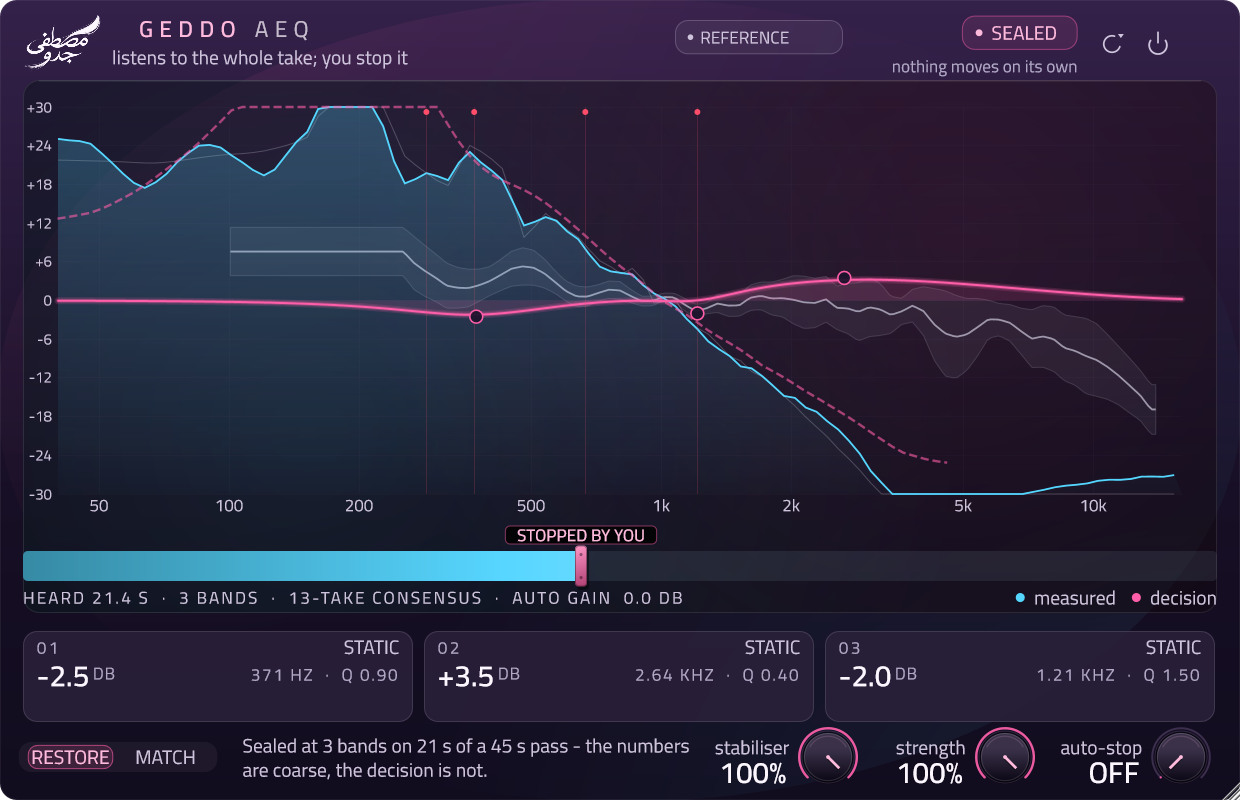 مصطفى
جدو
GEDDO AEQ
listens to the whole take; you stop it
REFERENCE
SEALED
nothing moves on its own
+30
+24
+18
+12
+6
0
-6
-12
-18
-24
-30
50 100 200 500 1k 2k 5k 10k
STOPPED BY YOU
HEARD 21.4 S · 3 BANDS · 13-TAKE CONSENSUS · AUTO GAIN 0.0 DB
measured decision
01 STATIC
-2.5 DB 371 HZ · Q 0.90
02 STATIC
+3.5 DB 2.64 KHZ · Q 0.40
03 STATIC
-2.0 DB 1.21 KHZ · Q 1.50
RESTORE MATCH
Sealed at 3 bands on 21 s of a 45 s pass - the numbers
are coarse, the decision is not.
stabiliser
100%
strength
100%
auto-stop
OFF